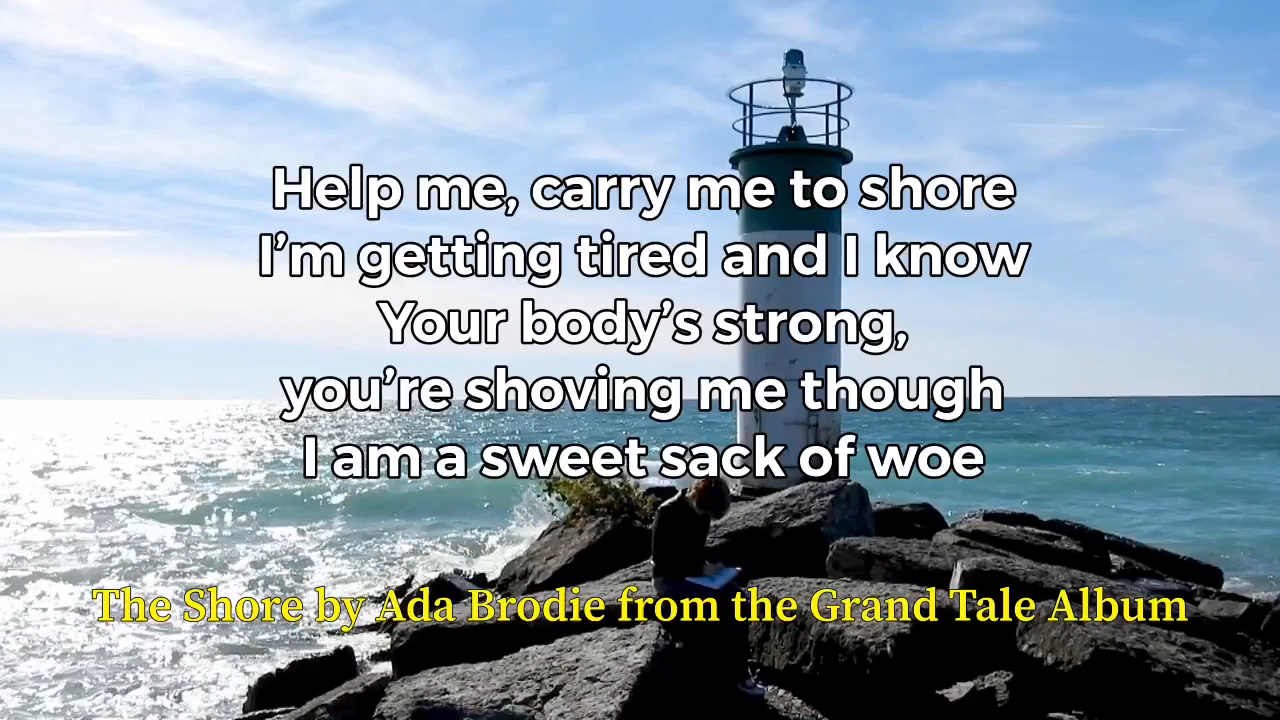 Help me, carry me to shore
I’m getting tired and I know
Your body’s strong,
you’re shoving me though
I am a sweet sack of woe
The Shore by Ada Brodie from the Grand Tale Album